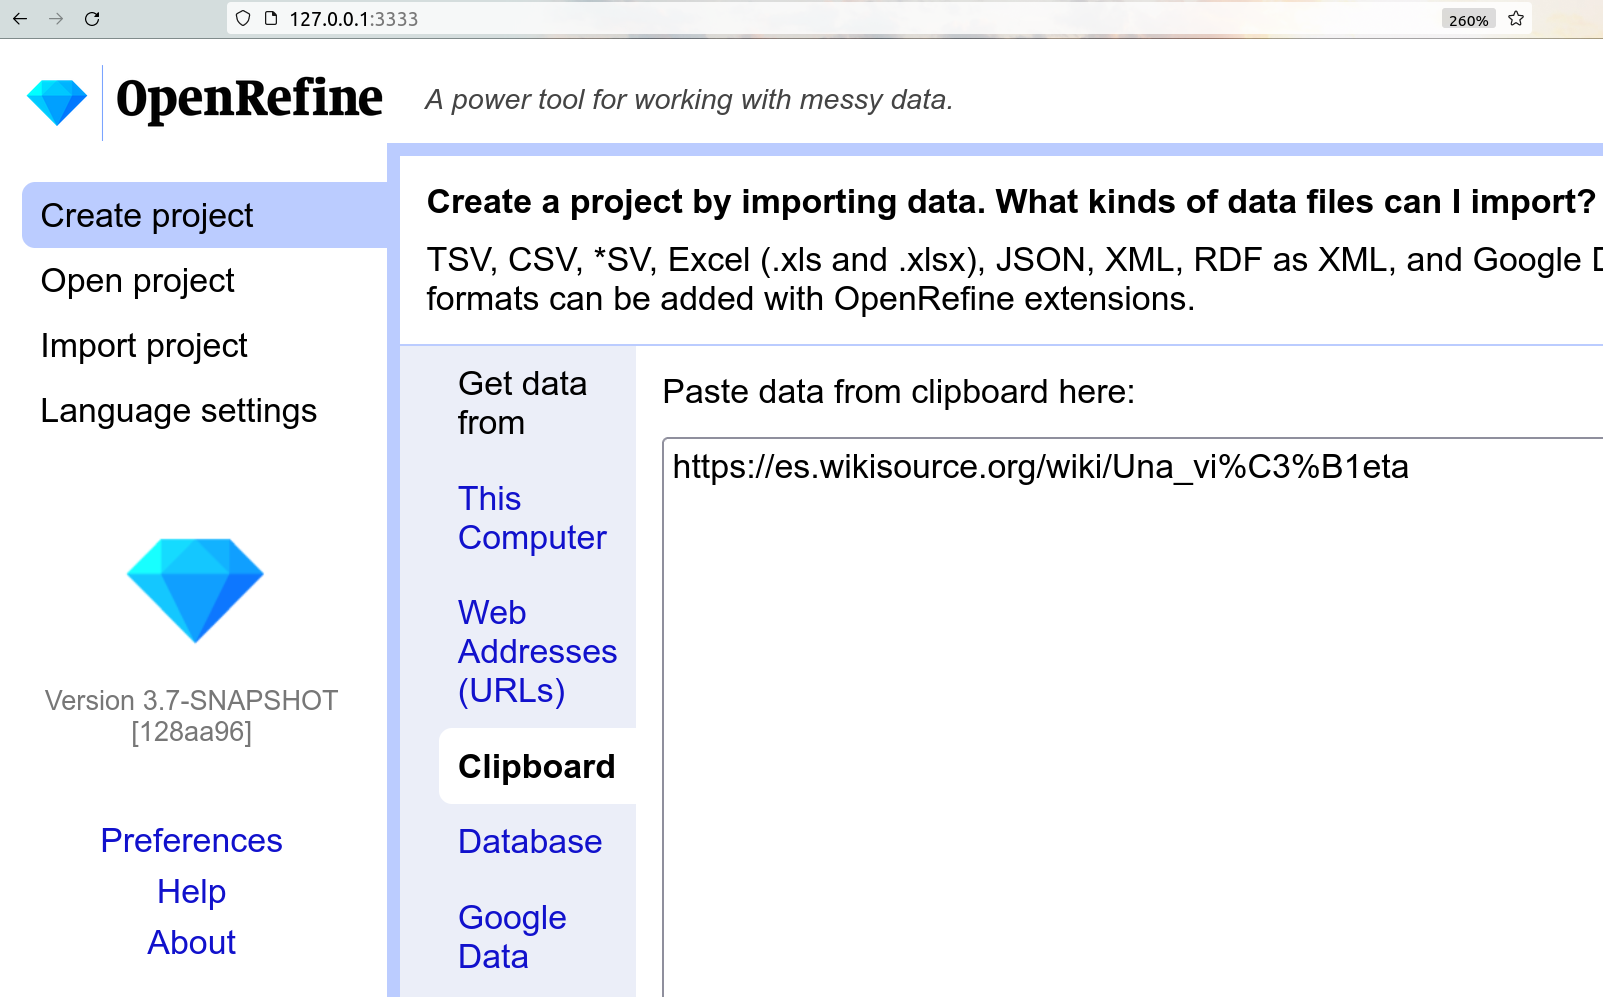 127.0.0.1:3333
260%
OpenRefine
A power tool for working with messy data.
Create project
Open project
Import project
Language settings
Version 3.7-SNAPSHOT
[128aa96]
Preferences
Help
About
Create a project by importing data. What kinds of data files can I import?
TSV, CSV, *SV, Excel (.xls and .xlsx), JSON, XML, RDF as XML, and Google
formats can be added with OpenRefine extensions.
Get data
from
This
Computer
Web
Addresses
(URLs)
Clipboard
Database
Google
Data
Paste data from clipboard here:
https://es.wikisource.org/wiki/Una_vi%C3%B1eta